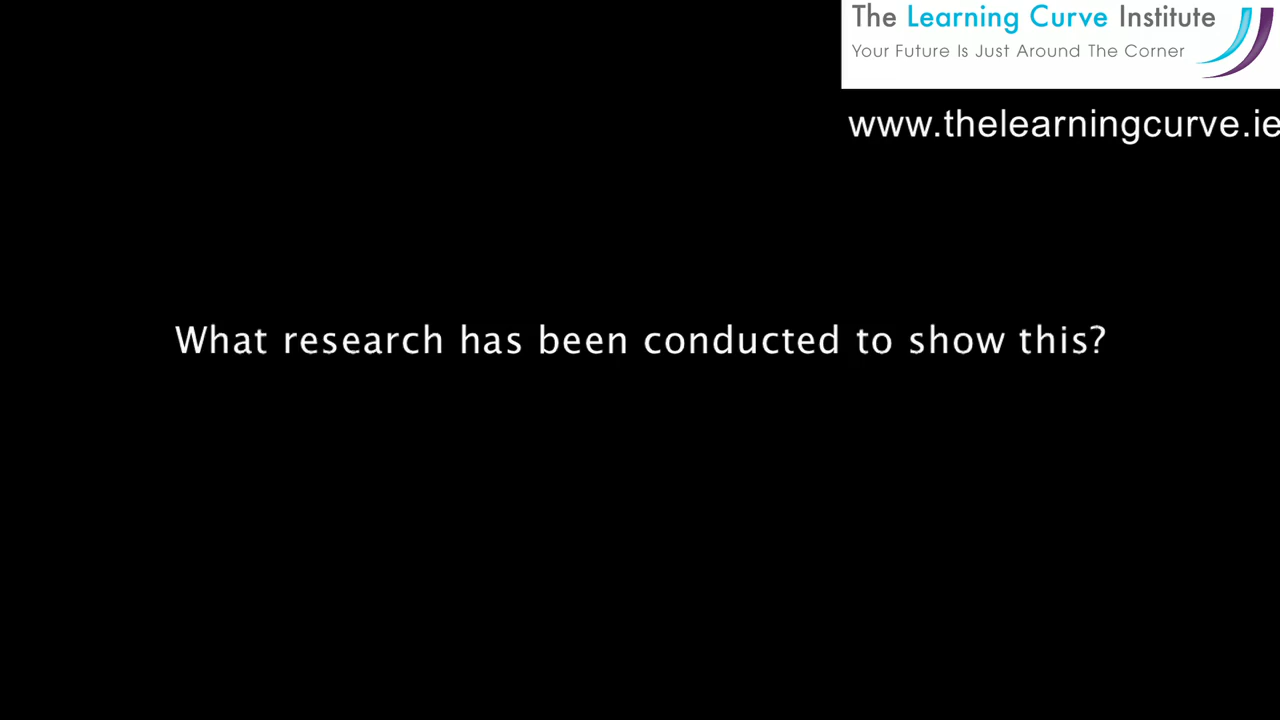 The Learning Curve Institute
Your Future Is Just Around The Corner
www.thelearningcurve.ie
What research has been conducted to show this?